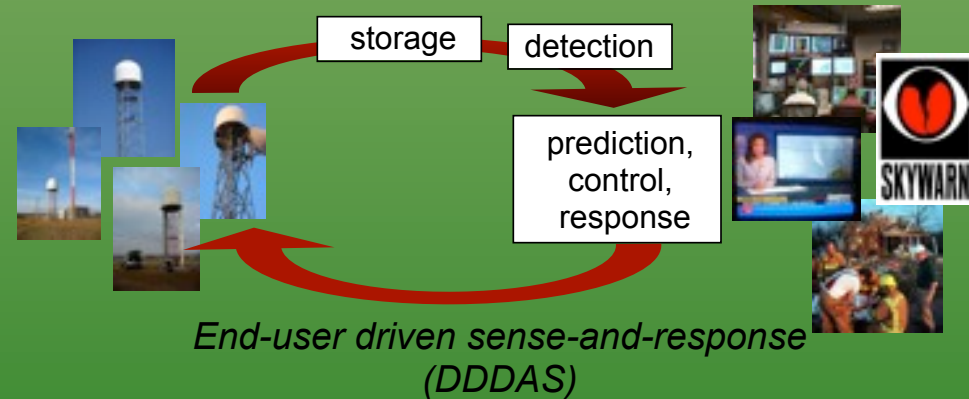 storage
detection
prediction,
control,
response
SKYWARN
End-user driven sense-and-response
(DDDAS)